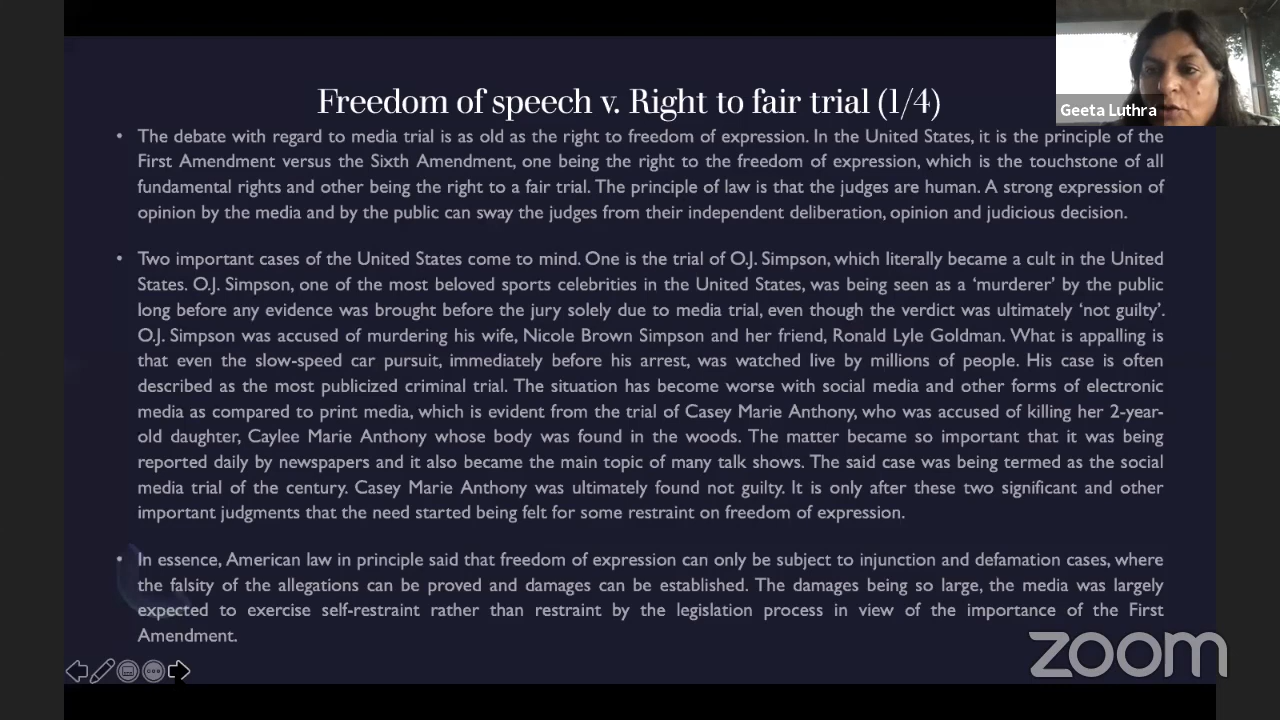 Freedom of speech v. Right to fair trial (1/4)
Geeta Luthra
• The debate with regard to media trial is as old as the right to freedom of expression. In the United States, it is the principle of the
First Amendment versus the Sixth Amendment, one being the right to the freedom of expression, which is the touchstone of all
fundamental rights and other being the right to a fair trial. The principle of law is that the judges are human. A strong expression of
opinion by the media and by the public can sway the judges from their independent deliberation, opinion and judicious decision.
• Two important cases of the United States come to mind. One is the trial of O.J. Simpson, which literally became a cult in the United
States. O.J. Simpson, one of the most beloved sports celebrities in the United States, was being seen as a ‘murderer’ by the public
long before any evidence was brought before the jury solely due to media trial, even though the verdict was ultimately ‘not guilty’.
O.J. Simpson was accused of murdering his wife, Nicole Brown Simpson and her friend, Ronald Lyle Goldman. What is appalling is
that even the slow-speed car pursuit, immediately before his arrest, was watched live by millions of people. His case is often
described as the most publicized criminal trial. The situation has become worse with social media and other forms of electronic
media as compared to print media, which is evident from the trial of Casey Marie Anthony, who was accused of killing her 2-year-
old daughter, Caylee Marie Anthony whose body was found in the woods. The matter became so important that it was being
reported daily by newspapers and it also became the main topic of many talk shows. The said case was being termed as the social
media trial of the century. Casey Marie Anthony was ultimately found not guilty. It is only after these two significant and other
important judgments that the need started being felt for some restraint on freedom of expression.
• In essence, American law in principle said that freedom of expression can only be subject to injunction and defamation cases, where
the falsity of the allegations can be proved and damages can be established. The damages being so large, the media was largely
expected to exercise self-restraint rather than restraint by the legislation process in view of the importance of the First
Amendment.
zoom